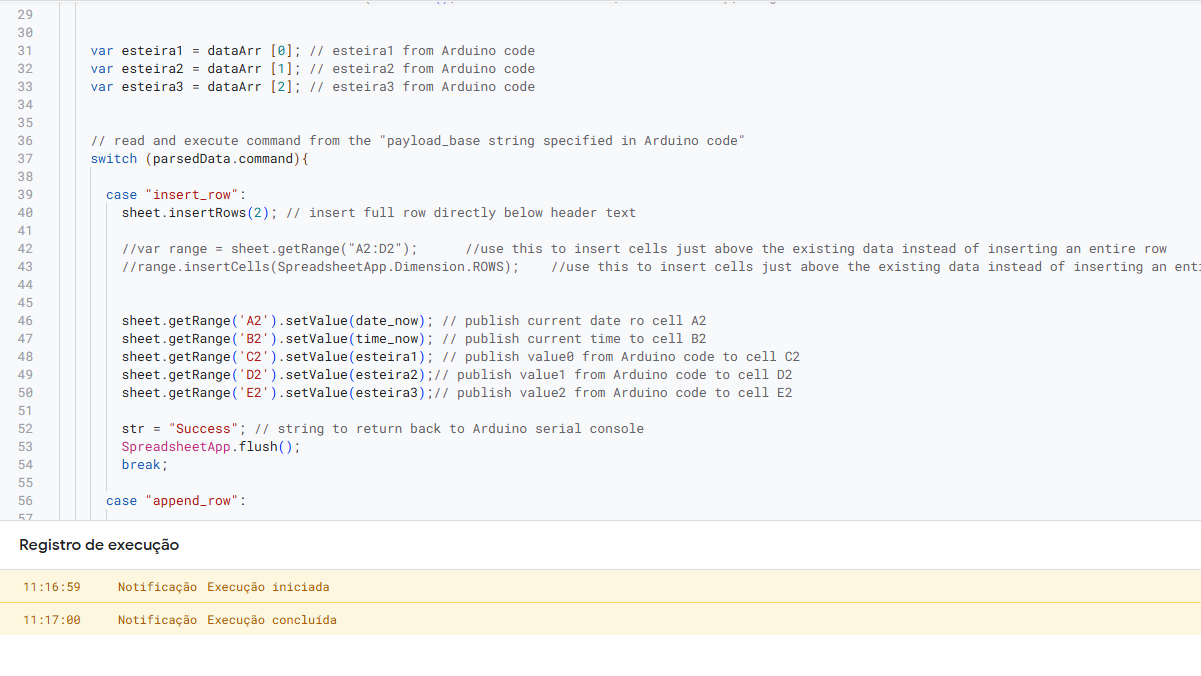 29
30
31 var esteira1 = dataArr [0]; // esteira1 from Arduino code
32 var esteira2 = dataArr [1]; // esteira2 from Arduino code
33 var esteira3 = dataArr [2]; // esteira3 from Arduino code
34
35
36 // read and execute command from the "payload_base string specified in Arduino code"
37 switch (parsedData.command){
38
39 case "insert_row":
40 sheet.insertRows(2); // insert full row directly below header text
41
42 //var range = sheet.getRange("A2:D2"); //use this to insert cells just above the existing data instead of inserting an entire row
43 //range.insertCells(SpreadsheetApp.Dimension.ROWS); //use this to insert cells just above the existing data instead of inserting an enti
44
45
46 sheet.getRange('A2').setValue(date_now); // publish current date ro cell A2
47 sheet.getRange('B2').setValue(time_now); // publish current time to cell B2
48 sheet.getRange('C2').setValue(esteira1); // publish value0 from Arduino code to cell C2
49 sheet.getRange('D2').setValue(esteira2);// publish value1 from Arduino code to cell D2
50 sheet.getRange('E2').setValue(esteira3);// publish value2 from Arduino code to cell E2
51
52 str = "Success"; // string to return back to Arduino serial console
53 SpreadsheetApp.flush();
54 break;
55
56 case "append_row":
57
Registro de execução
11:16:59 Notificação Execução iniciada
11:17:00 Notificação Execução concluída